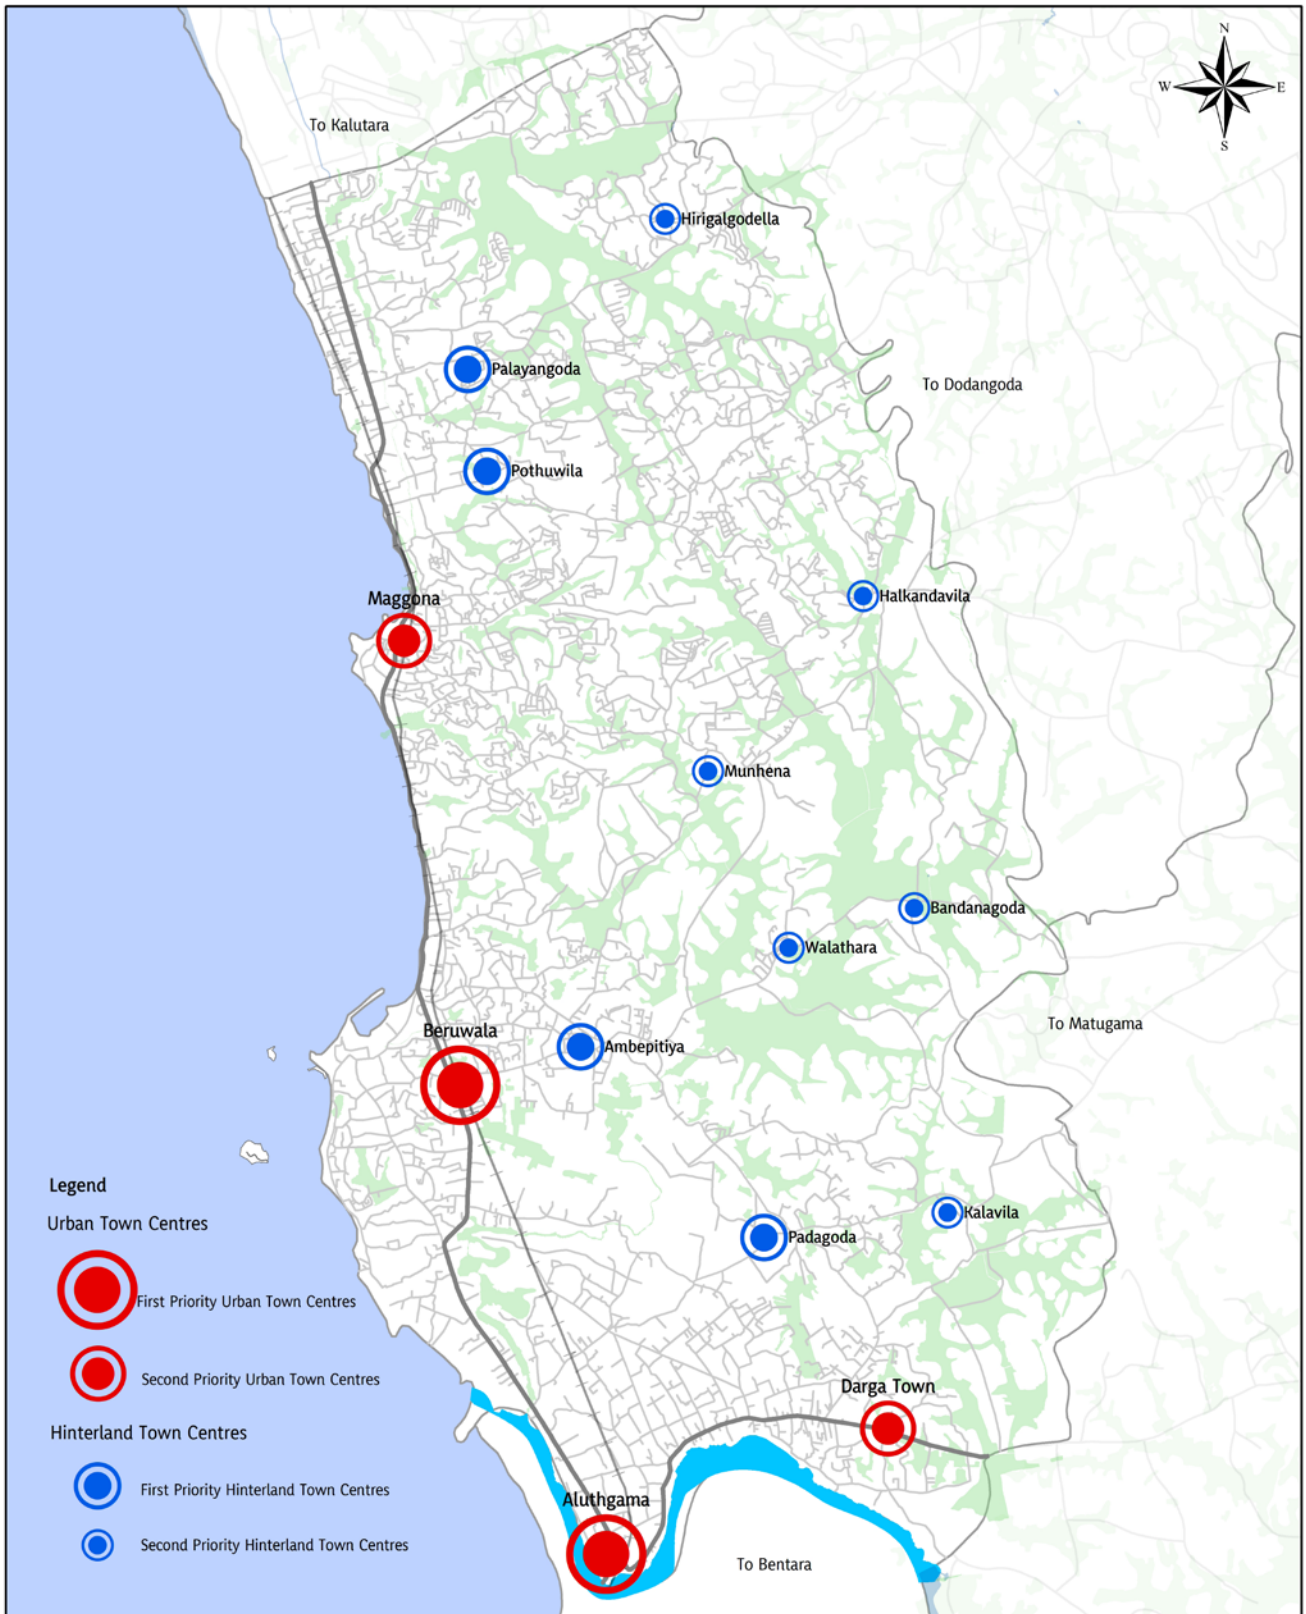 N
W
E
S
To Kalutara
Hirigalgodella
Palayangoda
To Dodangoda
Pothuwila
Maggona
Halkandavila
Munhena
Bandanagoda
Walathara
To Matugama
Beruwala
Ambepitiya
Legend
Urban Town Centres
First Priority Urban Town Centres
Second Priority Urban Town Centres
Hinterland Town Centres
First Priority Hinterland Town Centres
Second Priority Hinterland Town Centres
Kalavila
Padagoda
Darga Town
Aluthgama
To Bentara